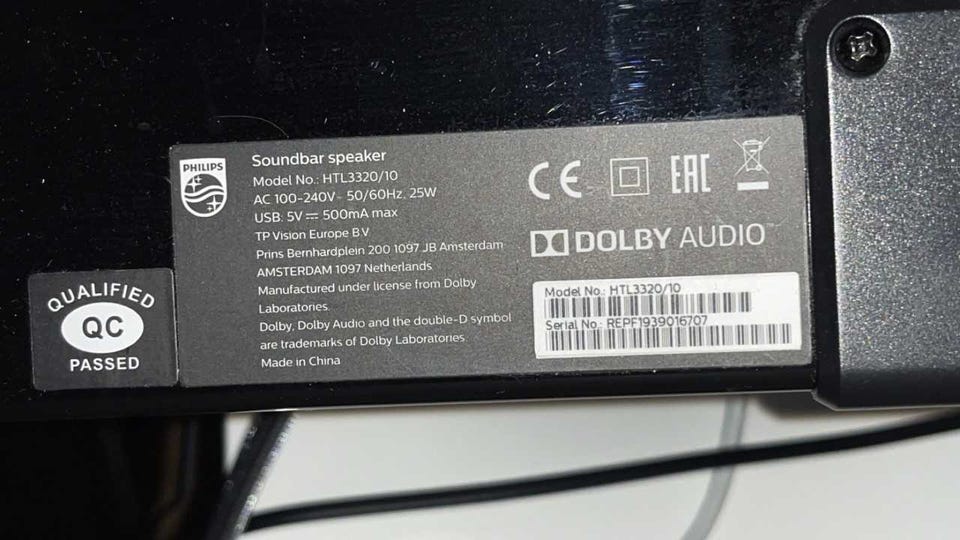 PHILIPS
Soundbar speaker
Model No.: HTL3320/10
AC 100-240V~ 50/60Hz, 25W
USB: 5V ⎓ 500mA max
TP Vision Europe B.V
Prins Bernhardplein 200 1097 JB Amsterdam
AMSTERDAM 1097 Netherlands
Manufactured under license from Dolby
Laboratories.
Dolby, Dolby Audio and the double-D symbol
are trademarks of Dolby Laboratories.
Made in China
CE EAC
DOLBY AUDIO™
Model No.: HTL3320/10
Serial No.: REPF1939016707
QUALIFIED
QC
PASSED